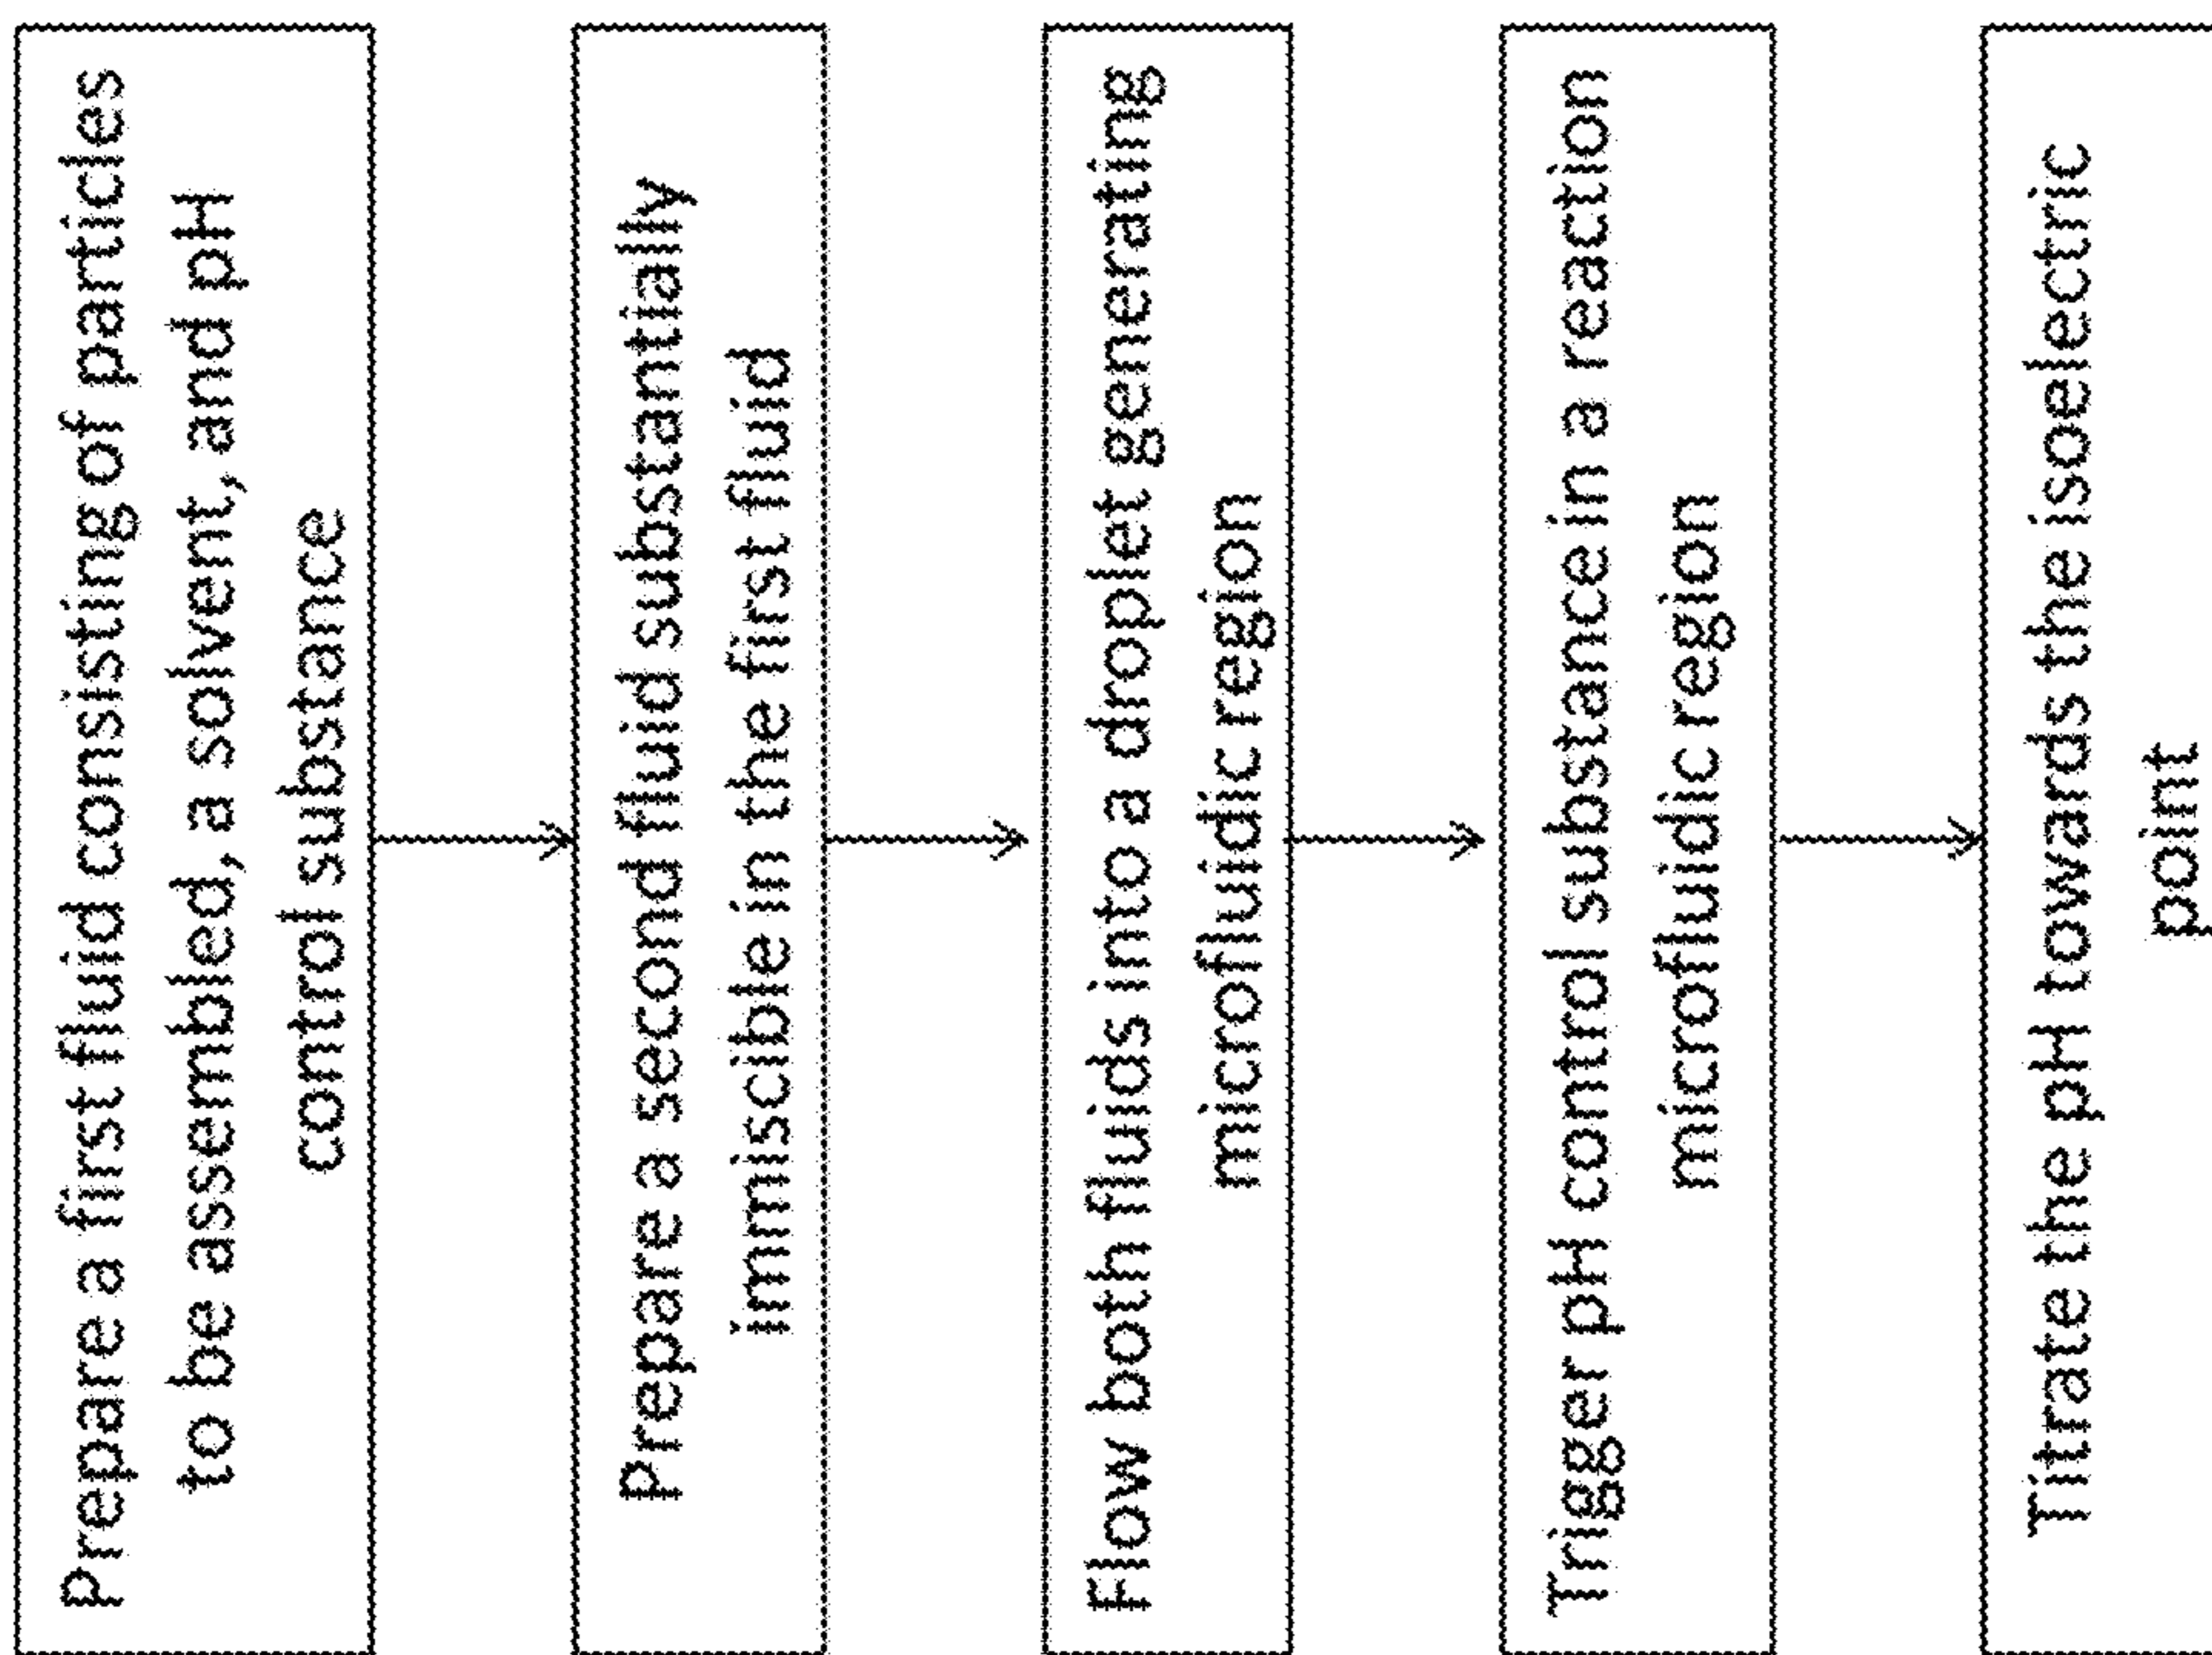 Prepare a first fluid consisting of particles
to be assembled, a solvent, and pH
control substance
Prepare a second fluid substantially
immiscible in the first fluid
Flow both fluids into a droplet generating
microfluidic region
Trigger pH control substance in a reaction
microfluidic region
Titrate the pH towards the isoelectric
point